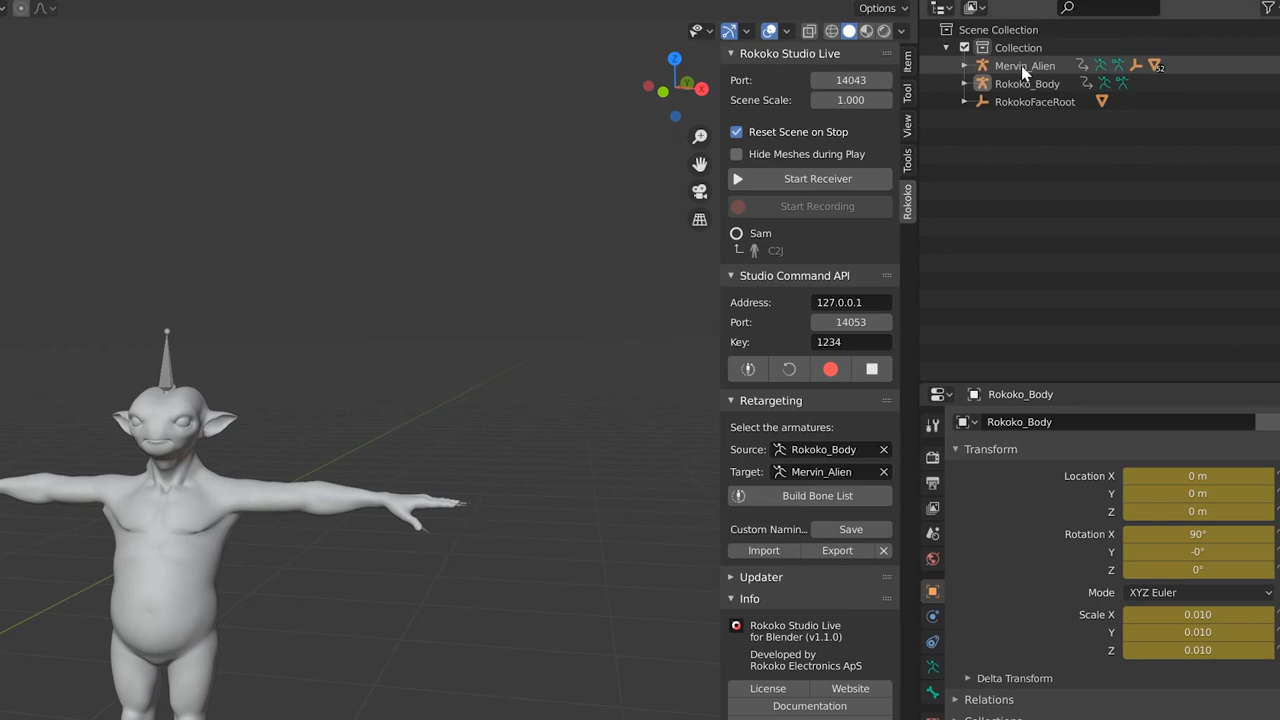 Options
Rokoko Studio Live
Port: 14043
Scene Scale: 1.000
Reset Scene on Stop
Hide Meshes during Play
Start Receiver
Start Recording
Sam
C2J
Studio Command API
Address: 127.0.0.1
Port: 14053
Key: 1234
Retargeting
Select the armatures:
Source: Rokoko_Body
Target: Mervin_Alien
Build Bone List
Custom Namin... Save
Import Export
Updater
Info
Rokoko Studio Live
for Blender (v1.1.0)
Developed by
Rokoko Electronics ApS
License Website
Documentation
Z
Y
X
Item
Tool
View
Tools
Rokoko
Scene Collection
Collection
Mervin_Alien 52
Rokoko_Body
RokokoFaceRoot
Rokoko_Body
Rokoko_Body
Transform
Location X 0 m
Y 0 m
Z 0 m
Rotation X 90°
Y -0°
Z 0°
Mode XYZ Euler
Scale X 0.010
Y 0.010
Z 0.010
Delta Transform
Relations
Collections